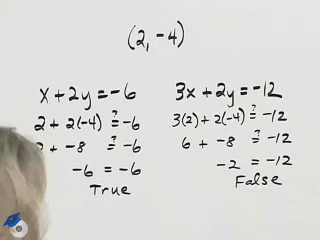 (2, -4)
x + 2y = -6
2 + 2(-4) ≟ -6
+ -8 ≟ -6
-6 = -6
True
3x + 2y = -12
3(2) + 2(-4) ≟ -12
6 + -8 ≟ -12
-2 = -12
False